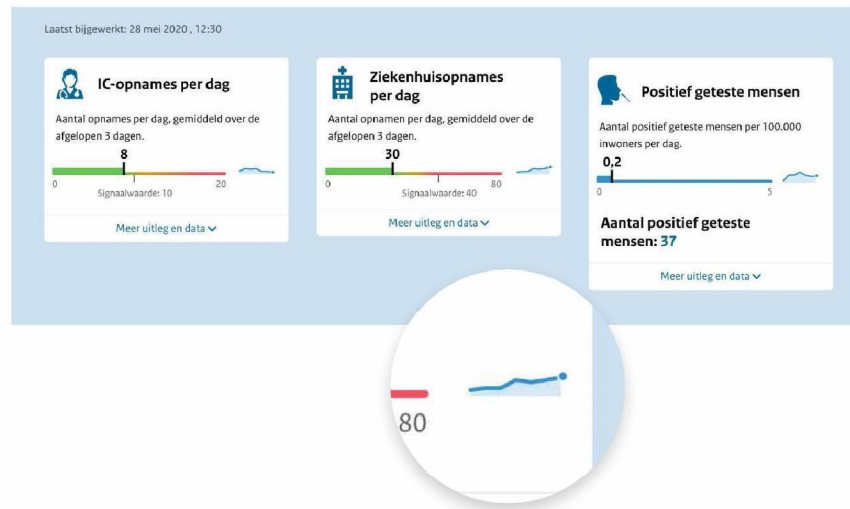 Laatst bijgewerkt: 28 mei 2020 , 12:30
IC-opnames per dag
Aantal opnames per dag, gemiddeld over de
afgelopen 3 dagen.
8
0
20
Signaalwaarde: 10
Meer uitleg en data
Ziekenhuisopnames
per dag
Aantal opnamen per dag, gemiddeld over de
afgelopen 3 dagen.
30
0
80
Signaalwaarde: 40
Meer uitleg en data
Positief geteste mensen
Aantal positief geteste mensen per 100.000
inwoners per dag.
0,2
0
5
Aantal positief geteste
mensen: 37
Meer uitleg en data
80